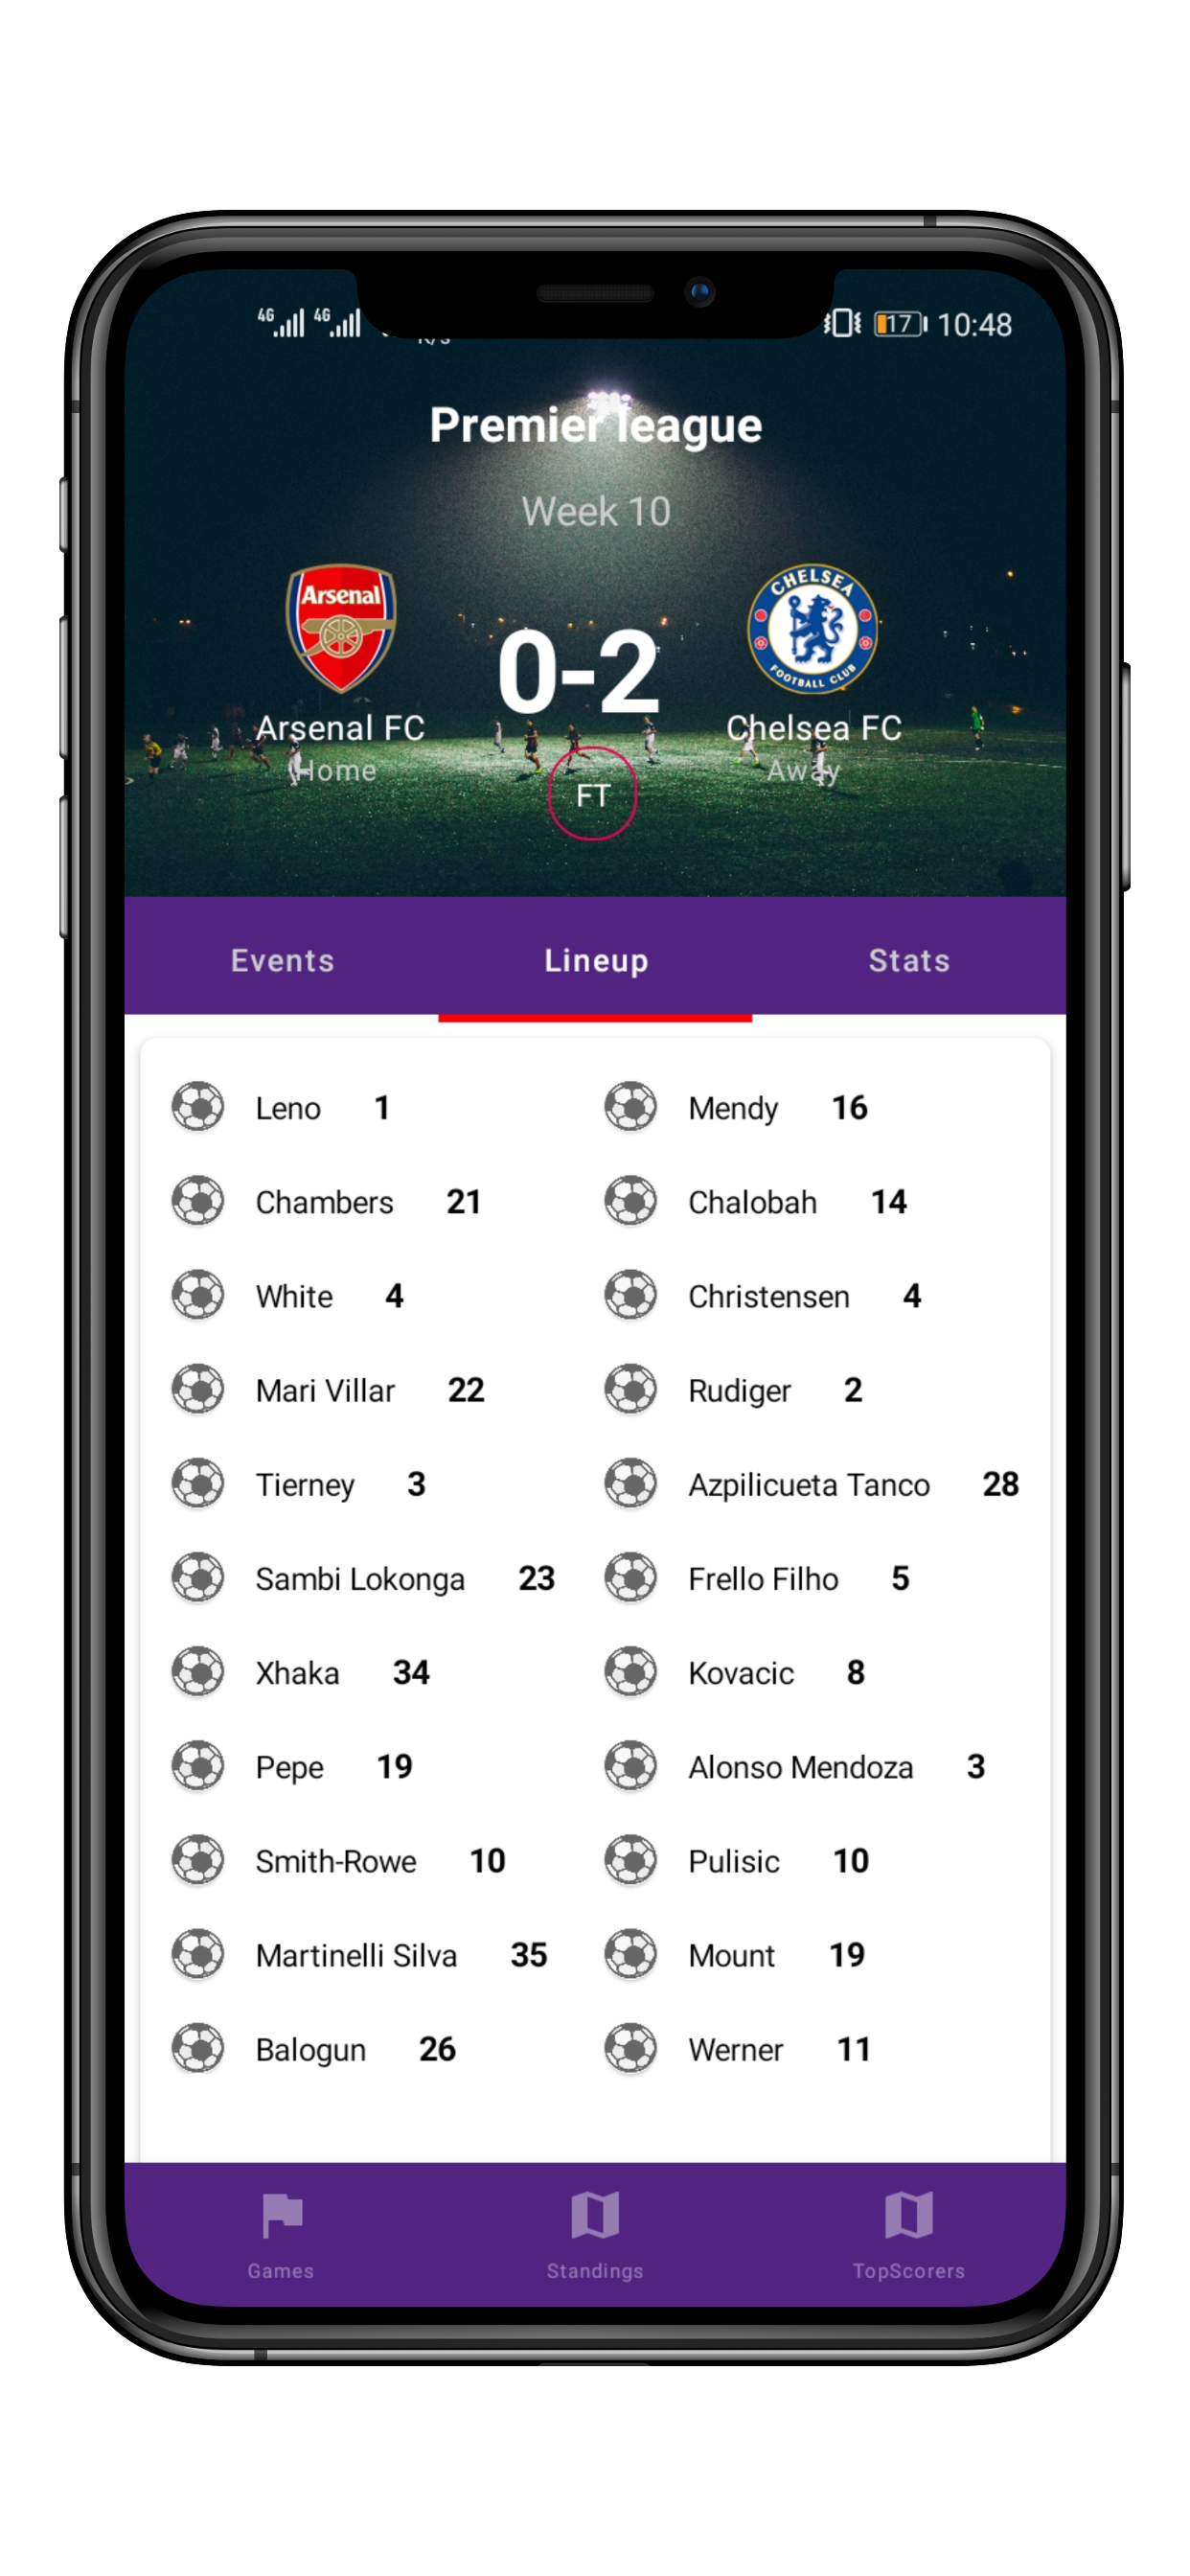 4G 4G 17 10:48
Premier league
Week 10
Arsenal
CHELSEA
FOOTBALL CLUB
0-2
Arsenal FC Chelsea FC
Home Away
FT
Events Lineup Stats
Leno 1 Mendy 16
Chambers 21 Chalobah 14
White 4 Christensen 4
Mari Villar 22 Rudiger 2
Tierney 3 Azpilicueta Tanco 28
Sambi Lokonga 23 Frello Filho 5
Xhaka 34 Kovacic 8
Pepe 19 Alonso Mendoza 3
Smith-Rowe 10 Pulisic 10
Martinelli Silva 35 Mount 19
Balogun 26 Werner 11
Games Standings TopScorers